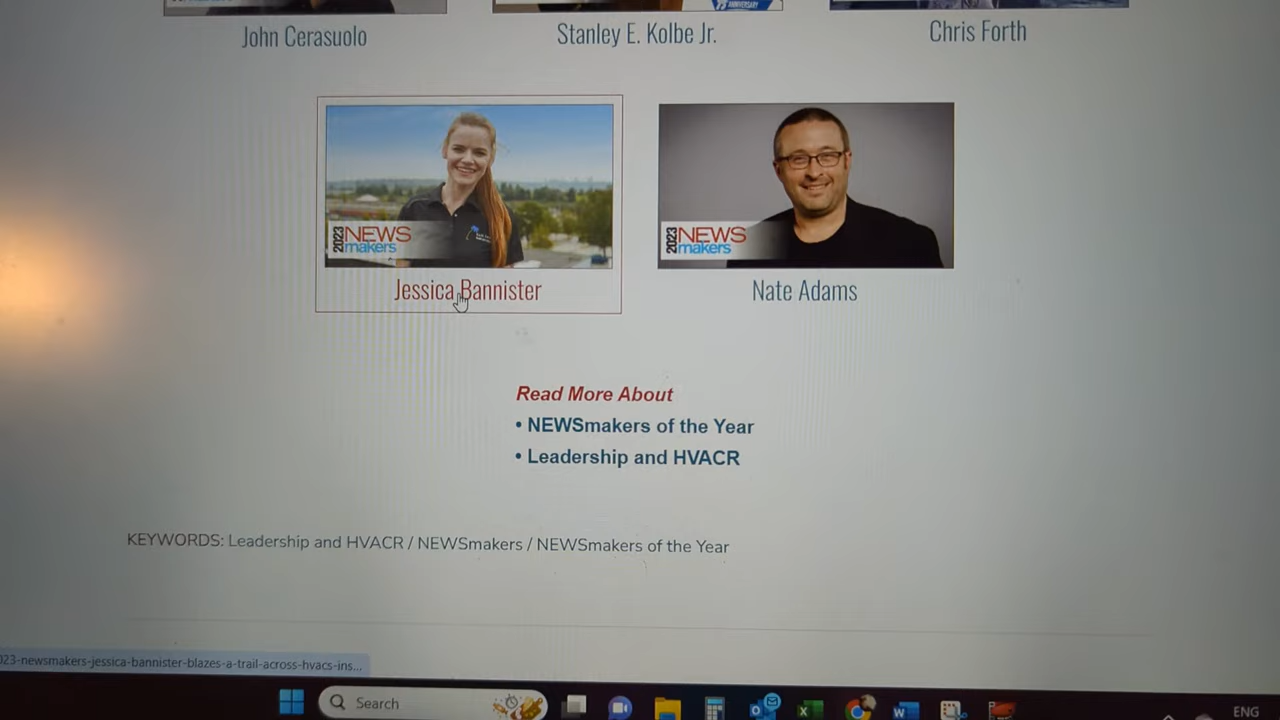 75 ANNIVERSARY
John Cerasuolo
Stanley E. Kolbe Jr.
Chris Forth
2023 NEWS makers
2023 NEWS makers
Jessica Bannister
Nate Adams
Read More About
• NEWSmakers of the Year
• Leadership and HVACR
KEYWORDS: Leadership and HVACR / NEWSmakers / NEWSmakers of the Year
023-newsmakers-jessica-bannister-blazes-a-trail-across-hvacs-ins...
Search
ENG